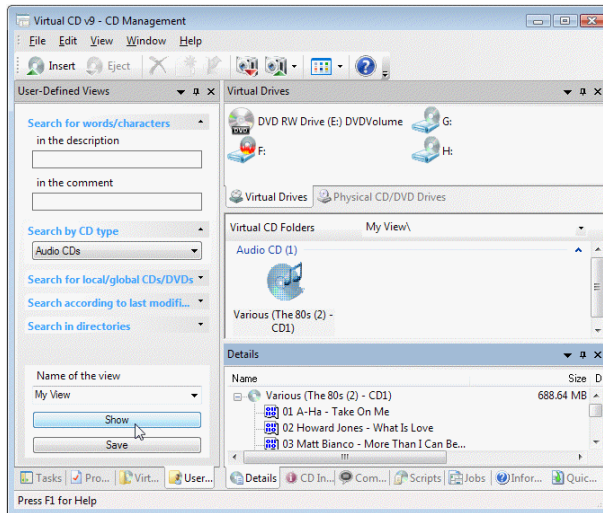 Virtual CD v9 - CD Management
File Edit View Window Help
Insert Eject
User-Defined Views
Search for words/characters
in the description
in the comment
Search by CD type
Audio CDs
Search for local/global CDs/DVDs
Search according to last modifi...
Search in directories
Name of the view
My View
Show
Save
Tasks Pro... Virt... User...
Virtual Drives
DVD RW Drive (E:) DVDVolume G:
F: H:
Virtual Drives Physical CD/DVD Drives
Virtual CD Folders My View\
Audio CD (1)
Various (The 80s (2) -
CD1)
Details
Name Size D
Various (The 80s (2) - CD1) 688.64 MB
01 A-Ha - Take On Me
02 Howard Jones - What Is Love
03 Matt Bianco - More Than I Can Be...
Details CD In... Com... Scripts Jobs Infor... Quic...
Press F1 for Help